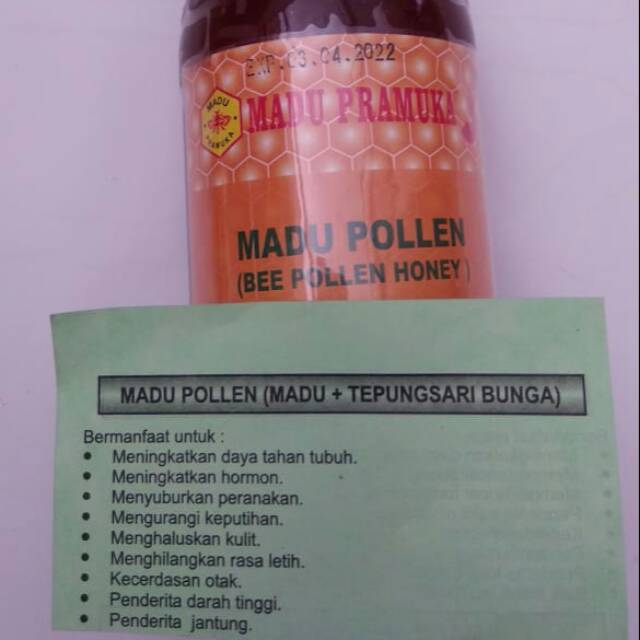 EXP.03.04.2022
MADU
PRAMUKA
MADU PRAMUKA
MADU POLLEN
(BEE POLLEN HONEY)
MADU POLLEN (MADU + TEPUNGSARI BUNGA)
Bermanfaat untuk :
• Meningkatkan daya tahan tubuh.
• Meningkatkan hormon.
• Menyuburkan peranakan.
• Mengurangi keputihan.
• Menghaluskan kulit.
• Menghilangkan rasa letih.
• Kecerdasan otak.
• Penderita darah tinggi.
• Penderita jantung.